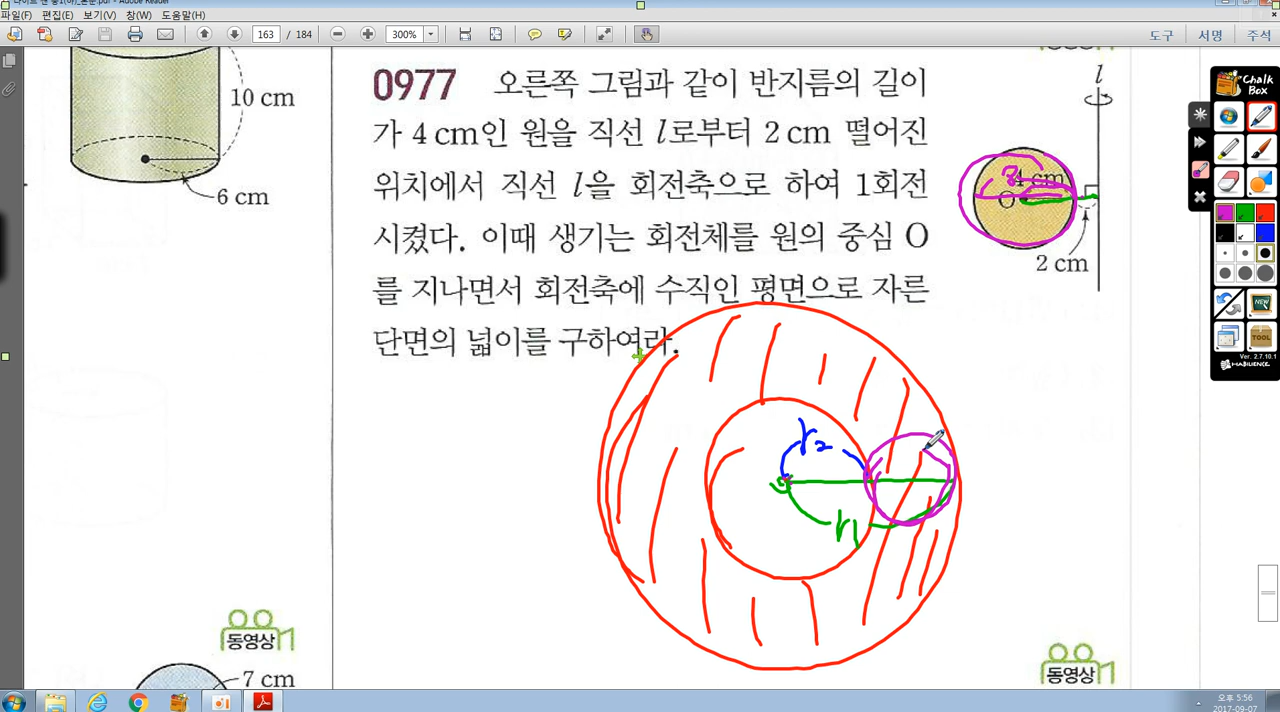 파일(F) 편집(E) 보기(V) 창(W) 도움말(H)
163 / 184 300% 도구 서명 주석
10 cm
6 cm
0977 오른쪽 그림과 같이 반지름의 길이
가 4 cm인 원을 직선 l로부터 2 cm 떨어진
위치에서 직선 l을 회전축으로 하여 1회전
시켰다. 이때 생기는 회전체를 원의 중심 O
를 지나면서 회전축에 수직인 평면으로 자른
단면의 넓이를 구하여라.
l
4 cm
O
2 cm
r2
r1
동영상
7 cm
동영상
Chalk
Box
NEW
TOOL
Ver. 2.7.10.1
HABILIENCE
오후 5:56
2017-09-07